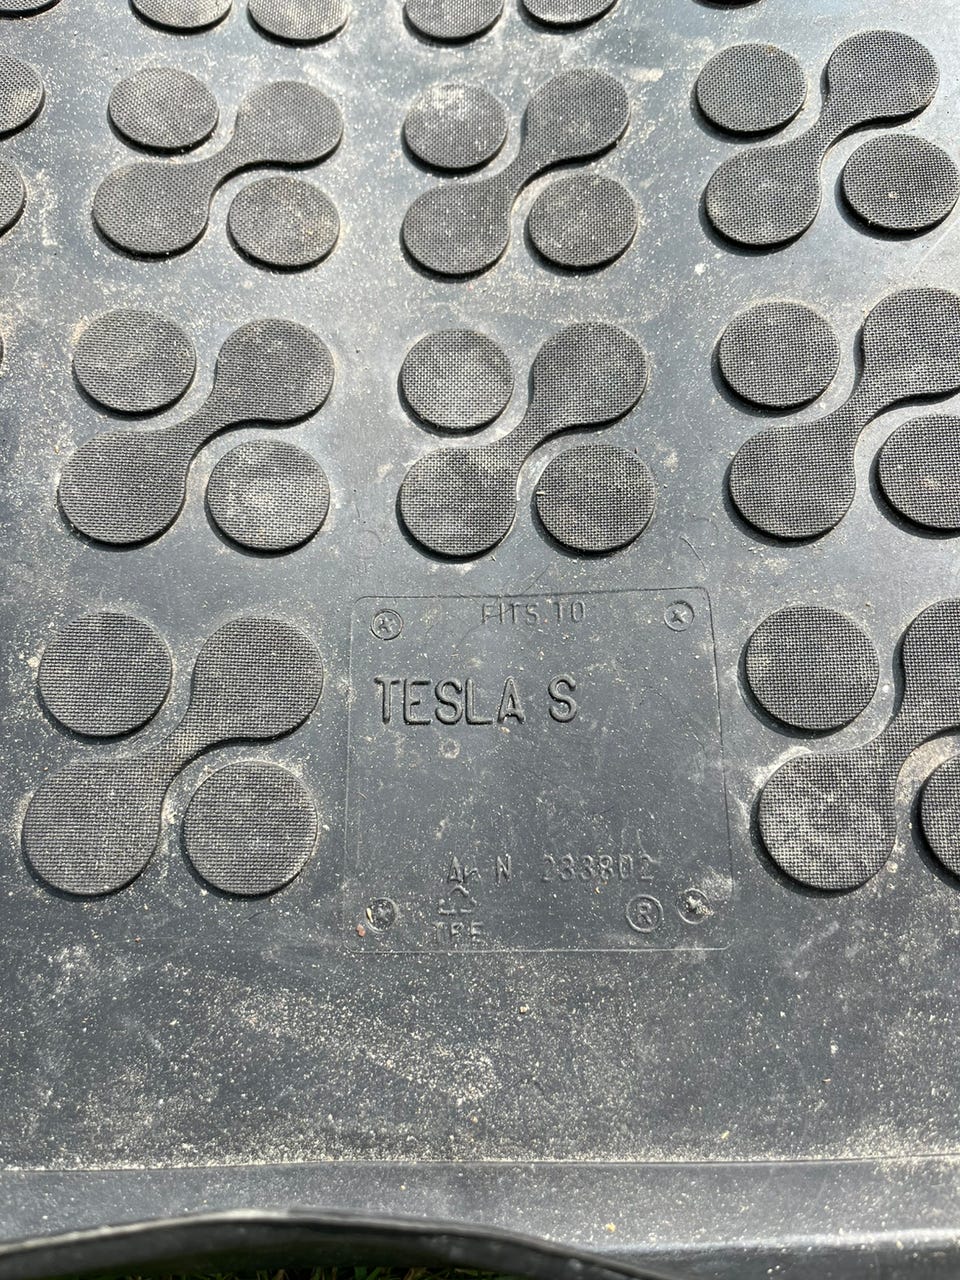 FITS TO
TESLA S
A N 233802
®
TPE